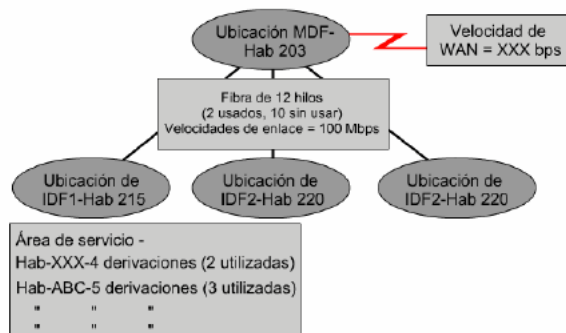 Ubicación MDF-
Hab 203
Velocidad de
WAN = XXX bps
Fibra de 12 hilos
(2 usados, 10 sin usar)
Velocidades de enlace = 100 Mbps
Ubicación de
IDF1-Hab 215
Ubicación de
IDF2-Hab 220
Ubicación de
IDF2-Hab 220
Área de servicio -
Hab-XXX-4 derivaciones (2 utilizadas)
Hab-ABC-5 derivaciones (3 utilizadas)
" " "
" " "